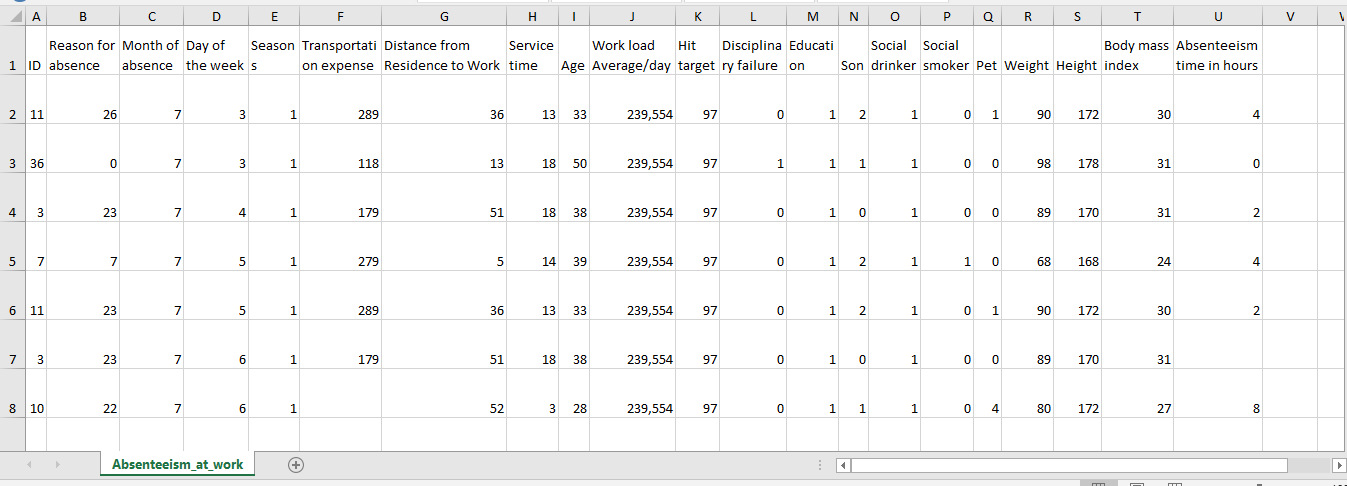 A B C D E F G H I J K L M N O P Q R S T U V
Reason for Month of Day of Season Transportati Distance from Service Work load Hit Disciplina Educati Social Social Body mass Absenteeism
1 ID absence absence the week s on expense Residence to Work time Age Average/day target ry failure on Son drinker smoker Pet Weight Height index time in hours
2 11 26 7 3 1 289 36 13 33 239,554 97 0 1 2 1 0 1 90 172 30 4
3 36 0 7 3 1 118 13 18 50 239,554 97 1 1 1 1 0 0 98 178 31 0
4 3 23 7 4 1 179 51 18 38 239,554 97 0 1 0 1 0 0 89 170 31 2
5 7 7 7 5 1 279 5 14 39 239,554 97 0 1 2 1 1 0 68 168 24 4
6 11 23 7 5 1 289 36 13 33 239,554 97 0 1 2 1 0 1 90 172 30 2
7 3 23 7 6 1 179 51 18 38 239,554 97 0 1 0 1 0 0 89 170 31
8 10 22 7 6 1 52 3 28 239,554 97 0 1 1 1 0 4 80 172 27 8
Absenteeism_at_work